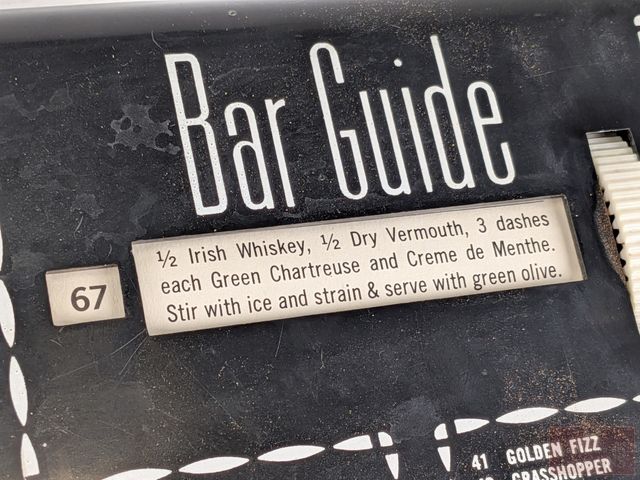 Bar Guide
67
½ Irish Whiskey, ½ Dry Vermouth, 3 dashes
each Green Chartreuse and Creme de Menthe.
Stir with ice and strain & serve with green olive.
41 GOLDEN FIZZ
GRASSHOPPER